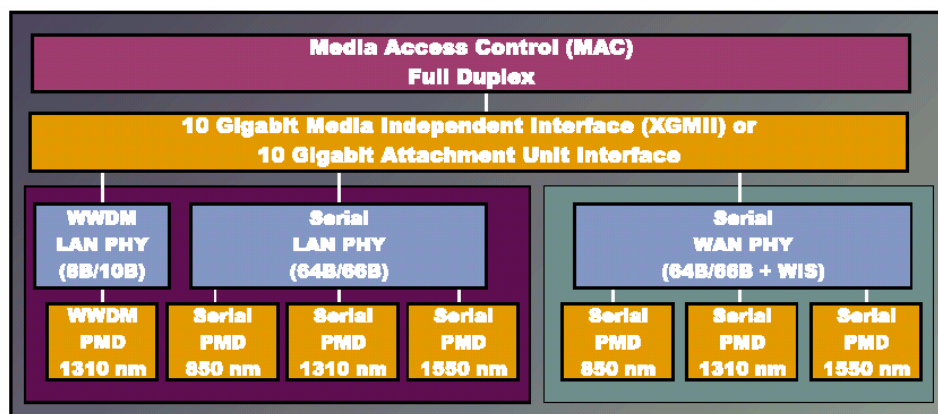 Media Access Control (MAC)
Full Duplex
10 Gigabit Media Independent Interface (XGMII) or
10 Gigabit Attachment Unit Interface
WWDM
LAN PHY
(8B/10B)
Serial
LAN PHY
(64B/66B)
Serial
WAN PHY
(64B/66B + WIS)
WWDM
PMD
1310 nm
Serial
PMD
850 nm
Serial
PMD
1310 nm
Serial
PMD
1550 nm
Serial
PMD
850 nm
Serial
PMD
1310 nm
Serial
PMD
1550 nm